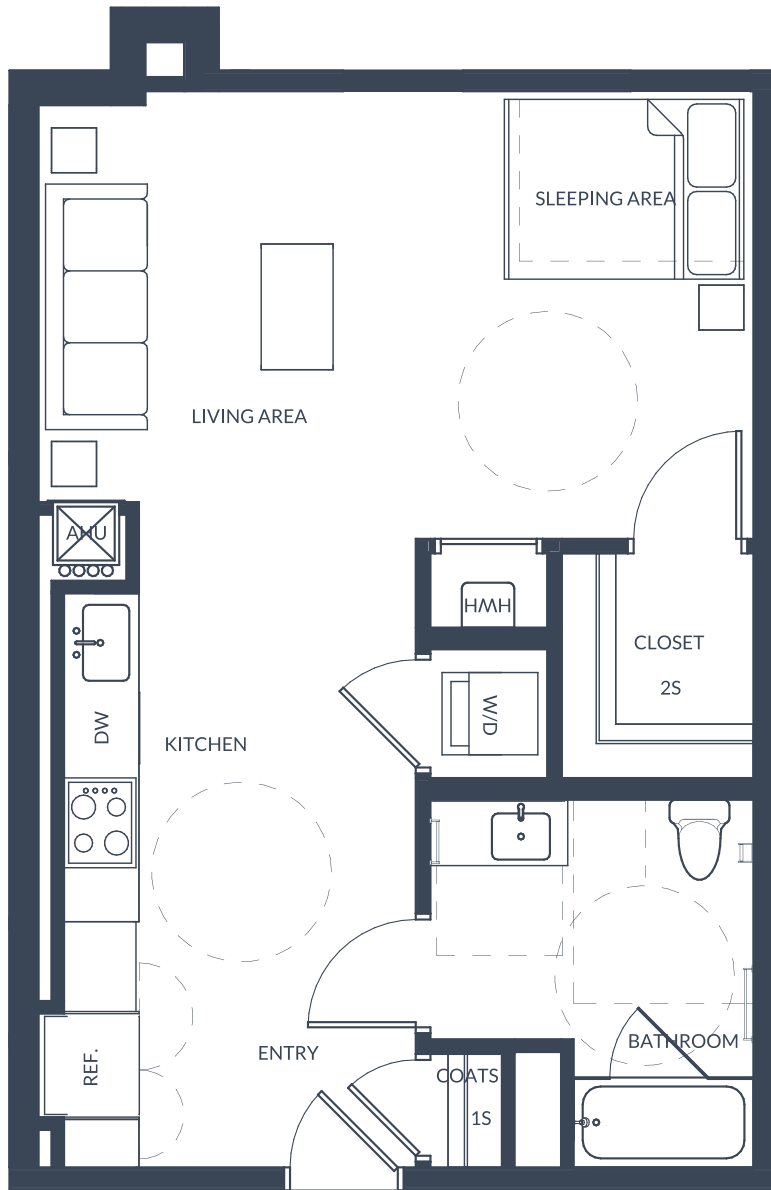 SLEEPING AREA
LIVING AREA
AHU
HWH
CLOSET
2S
W/D
DW
KITCHEN
ENTRY
BATHROOM
REF.
COATS
1S